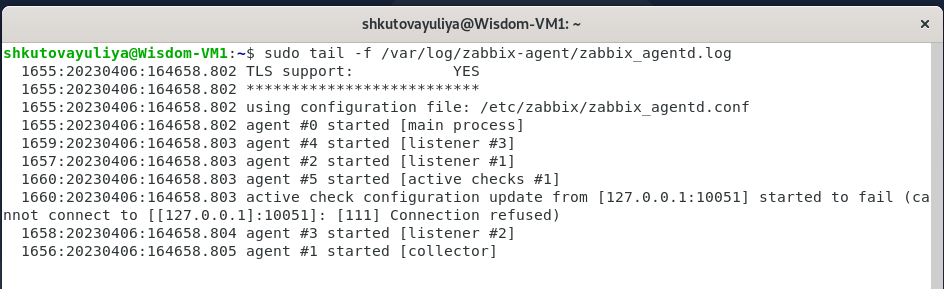 shkutovayuliya@Wisdom-VM1: ~
×
shkutovayuliya@Wisdom-VM1:~$ sudo tail -f /var/log/zabbix-agent/zabbix_agentd.log
  1655:20230406:164658.802 TLS support:           YES
  1655:20230406:164658.802 **************************
  1655:20230406:164658.802 using configuration file: /etc/zabbix/zabbix_agentd.conf
  1655:20230406:164658.802 agent #0 started [main process]
  1659:20230406:164658.803 agent #4 started [listener #3]
  1657:20230406:164658.803 agent #2 started [listener #1]
  1660:20230406:164658.803 agent #5 started [active checks #1]
  1660:20230406:164658.803 active check configuration update from [127.0.0.1:10051] started to fail (ca
nnot connect to [[127.0.0.1]:10051]: [111] Connection refused)
  1658:20230406:164658.804 agent #3 started [listener #2]
  1656:20230406:164658.805 agent #1 started [collector]